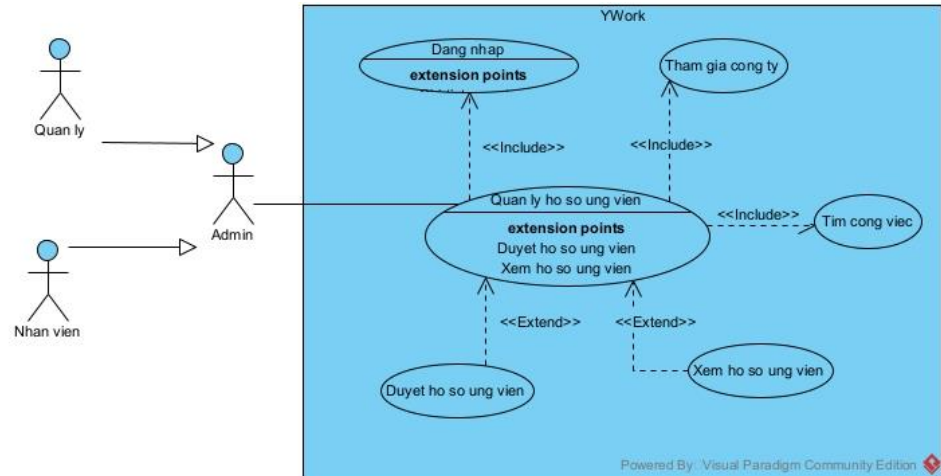 YWork
Dang nhap
extension points
Tham gia cong ty
Quan ly
<<Include>>
<<Include>>
Quan ly ho so ung vien
<<Include>>
Tim cong viec
Admin
extension points
Duyet ho so ung vien
Xem ho so ung vien
Nhan vien
<<Extend>>
<<Extend>>
Duyet ho so ung vien
Xem ho so ung vien
Powered By: Visual Paradigm Community Edition